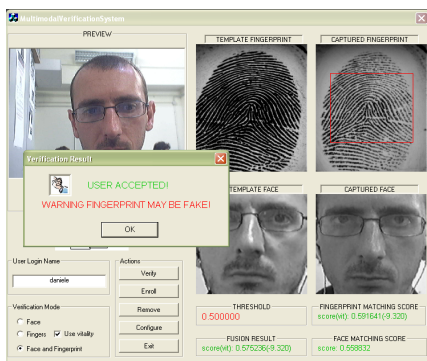 MultimodalVerificationSystem
PREVIEW
TEMPLATE FINGERPRINT
CAPTURED FINGERPRINT
Verification Result
USER ACCEPTED!
WARNING FINGERPRINT MAY BE FAKE!
OK
TEMPLATE FACE
CAPTURED FACE
User Login Name
daniele
Actions
Verify
Enroll
Remove
Configure
Exit
Verification Mode
Face
Fingers
Use vitality
Face and Fingerprint
THRESHOLD
0.500000
FINGERPRINT MATCHING SCORE
score(vit): 0.591641(-9.320)
FUSION RESULT
score(vit): 0.575236(-9.320)
FACE MATCHING SCORE
score: 0.558832